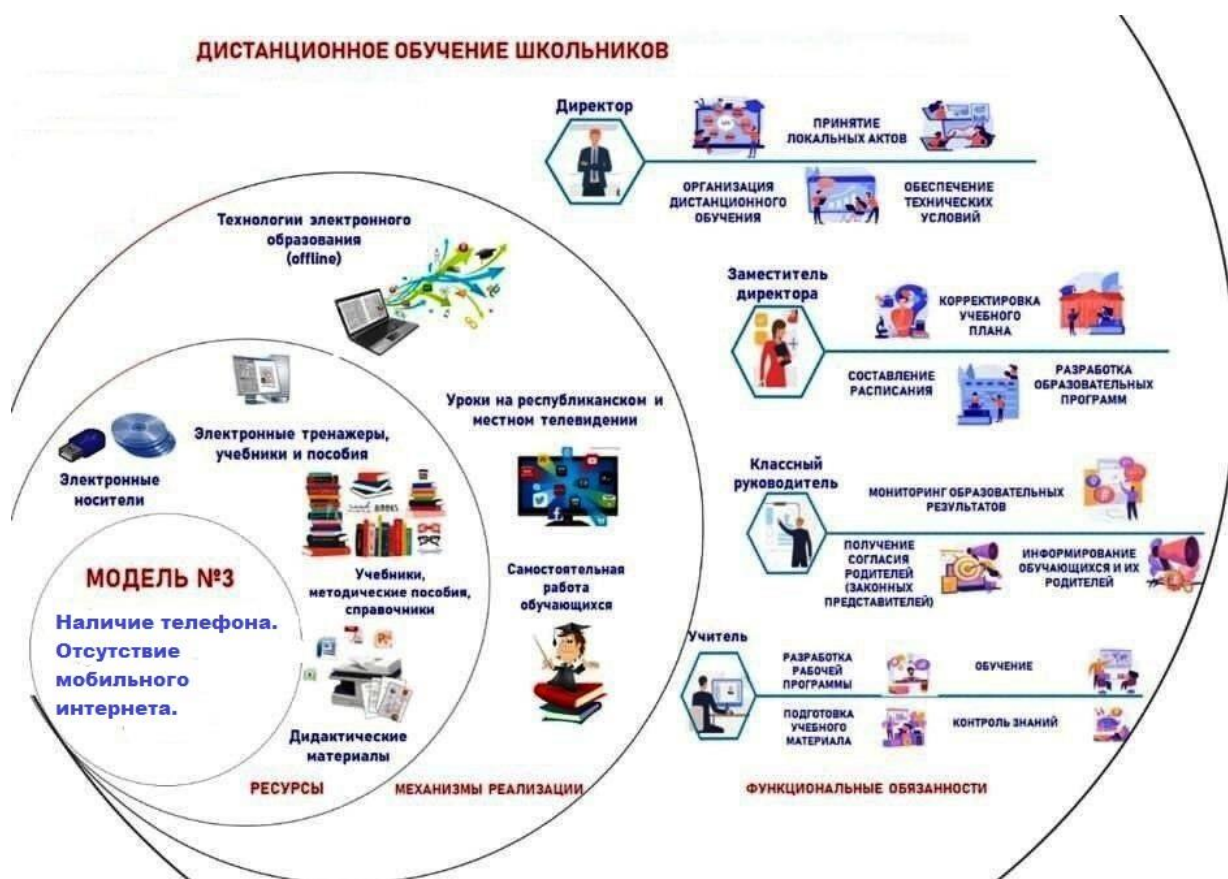 ДИСТАНЦИОННОЕ ОБУЧЕНИЕ ШКОЛЬНИКОВ
Директор
ПРИНЯТИЕ
ЛОКАЛЬНЫХ АКТОВ
ОРГАНИЗАЦИЯ
ДИСТАНЦИОННОГО
ОБУЧЕНИЯ
ОБЕСПЕЧЕНИЕ
ТЕХНИЧЕСКИХ
УСЛОВИЙ
Технологии электронного
образования
(offline)
Заместитель
директора
КОРРЕКТИРОВКА
УЧЕБНОГО
ПЛАНА
СОСТАВЛЕНИЕ
РАСПИСАНИЯ
РАЗРАБОТКА
ОБРАЗОВАТЕЛЬНЫХ
ПРОГРАММ
Уроки на республиканском и
местном телевидении
Электронные тренажеры,
учебники и пособия
Электронные
носители
Классный
руководитель
МОНИТОРИНГ ОБРАЗОВАТЕЛЬНЫХ
РЕЗУЛЬТАТОВ
ПОЛУЧЕНИЕ
СОГЛАСИЯ
РОДИТЕЛЕЙ
(ЗАКОННЫХ
ПРЕДСТАВИТЕЛЕЙ)
ИНФОРМИРОВАНИЕ
ОБУЧАЮЩИХСЯ И ИХ
РОДИТЕЛЕЙ
МОДЕЛЬ №3
Наличие телефона.
Отсутствие
мобильного
интернета.
Учебники,
методические пособия,
справочники
Самостоятельная
работа
обучающихся
Учитель
РАЗРАБОТКА
РАБОЧЕЙ
ПРОГРАММЫ
ОБУЧЕНИЕ
ПОДГОТОВКА
УЧЕБНОГО
МАТЕРИАЛА
КОНТРОЛЬ ЗНАНИЙ
Дидактические
материалы
РЕСУРСЫ
МЕХАНИЗМЫ РЕАЛИЗАЦИИ
ФУНКЦИОНАЛЬНЫЕ ОБЯЗАННОСТИ